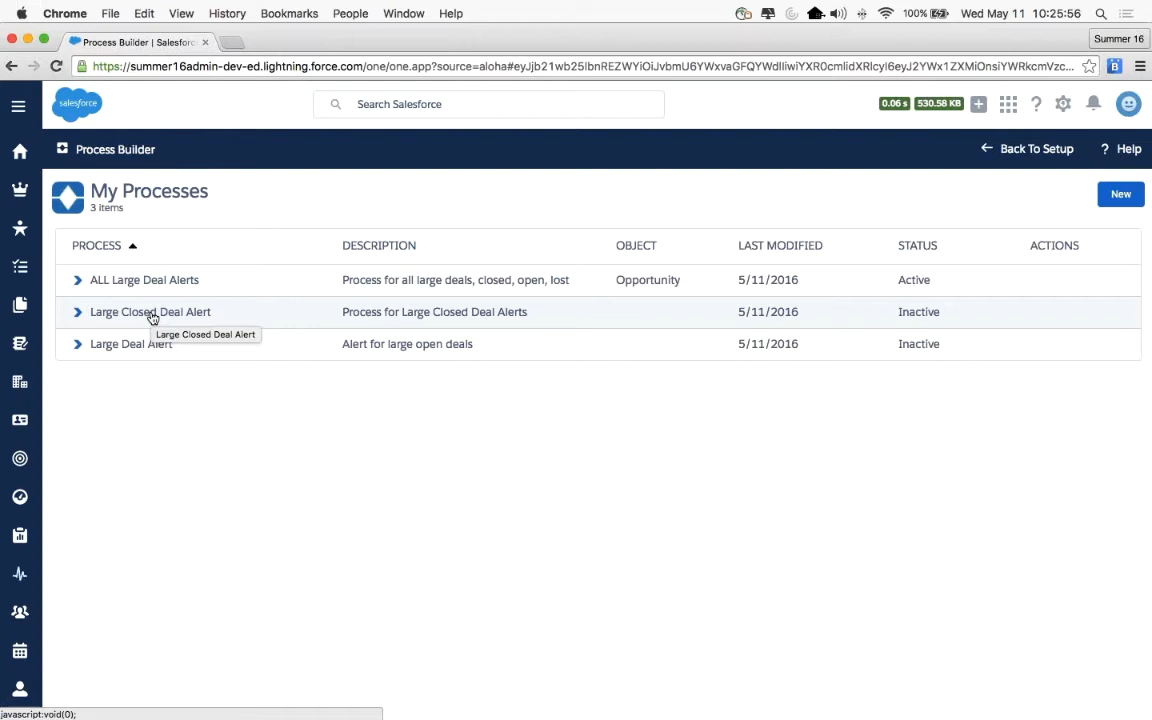 Chrome File Edit View History Bookmarks People Window Help 100% Wed May 11 10:25:56
Process Builder | Salesforc × Summer 16
https://summer16admin-dev-ed.lightning.force.com/one/one.app?source=aloha#
salesforce Search Salesforce 0.06 s 530.58 KB
Process Builder Back To Setup ? Help
My Processes
3 items
New
PROCESS DESCRIPTION OBJECT LAST MODIFIED STATUS ACTIONS
ALL Large Deal Alerts Process for all large deals, closed, open, lost Opportunity 5/11/2016 Active
Large Closed Deal Alert Process for Large Closed Deal Alerts 5/11/2016 Inactive
Large Closed Deal Alert
Large Deal Alert Alert for large open deals 5/11/2016 Inactive
javascript:void(0);